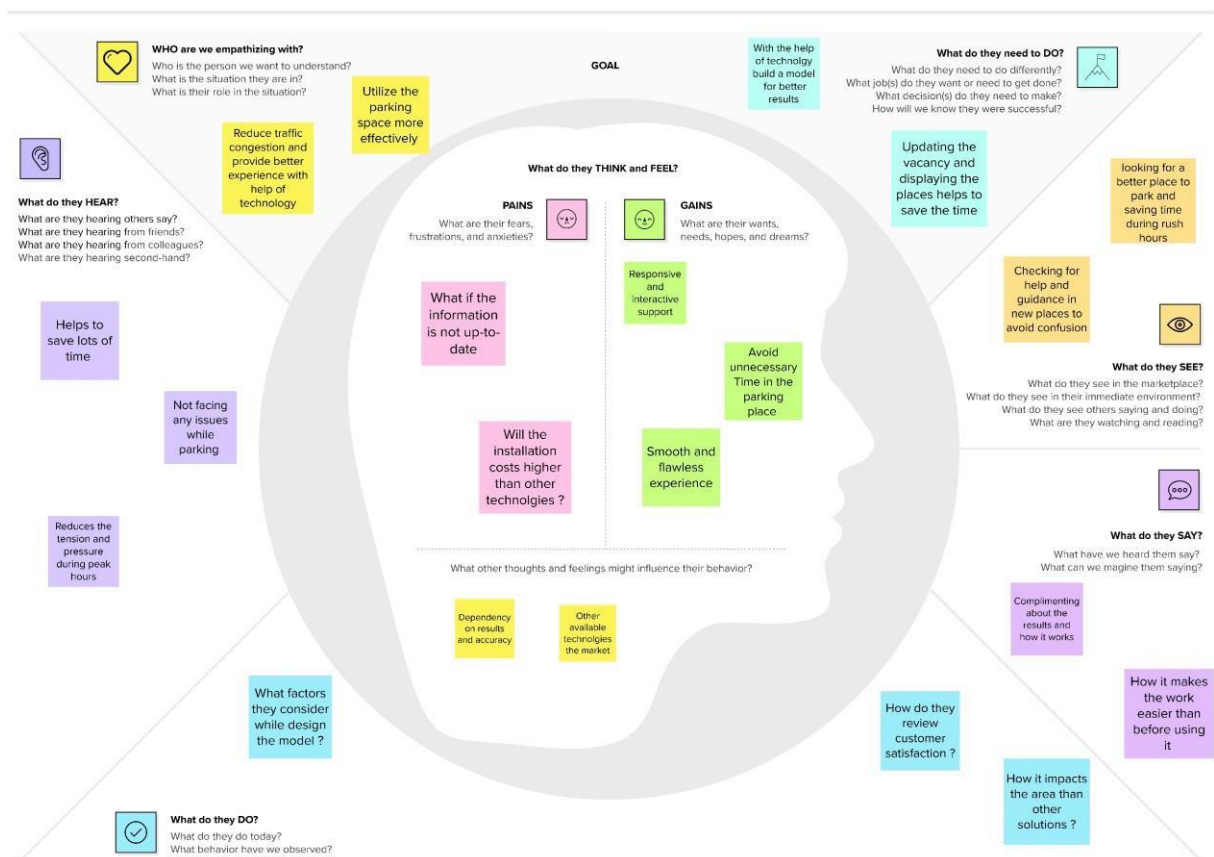 WHO are we empathizing with?
Who is the person we want to understand?
What is the situation they are in?
What is their role in the situation?
Utilize the
parking
space more
effectively
Reduce traffic
congestion and
provide better
experience with
help of
technology
GOAL
With the help
of technolgy
build a model
for better
results
What do they need to DO?
What do they need to do differently?
What job(s) do they want or need to get done?
What decision(s) do they need to make?
How will we know they were successful?
Updating the
vacancy and
displaying the
places helps to
save the time
looking for a
better place to
park and
saving time
during rush
hours
Checking for
help and
guidance in
new places to
avoid confusion
What do they SEE?
What do they see in the marketplace?
What do they see in their immediate environment?
What do they see others saying and doing?
What are they watching and reading?
What do they HEAR?
What are they hearing others say?
What are they hearing from friends?
What are they hearing from colleagues?
What are they hearing second-hand?
Helps to
save lots of
time
Not facing
any issues
while
parking
Reduces the
tension and
pressure during
peak
hours
What do they THINK and FEEL?
PAINS
What are their fears,
frustrations, and anxieties?
What if the
information
is not up-to-
date
Will the
installation
costs higher
than other
technolgies ?
GAINS
What are their wants,
needs, hopes, and dreams?
Responsive
and
interactive
support
Avoid
unnecessary
Time in the
parking
place
Smooth and
flawless
experience
What other thoughts and feelings might influence their behavior?
Dependency
on results
and accuracy
Other
available
technolgies
the market
What do they SAY?
What have we heard them say?
What can we magine them saying?
Complimenting
about the
results and
how it works
How it makes
the work
easier than
before using
it
What factors
they consider
while design
the model ?
How do they
review
customer
satisfaction ?
How it impacts
the area than
other
solutions ?
What do they DO?
What do they do today?
What behavior have we observed?